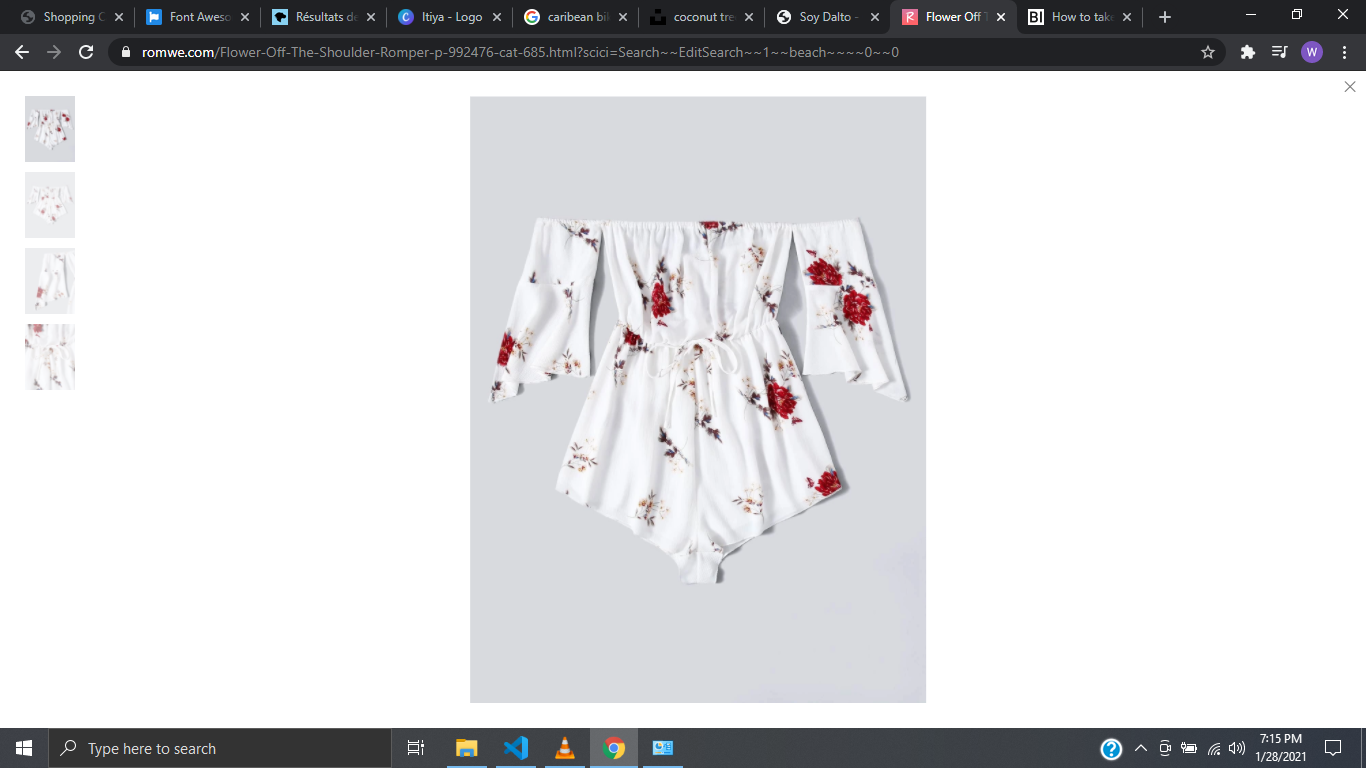 Shopping C
Font Aweso
Résultats de
Itiya - Logo
caribean bik
coconut tre
Soy Dalto -
Flower Off T
How to take
romwe.com/Flower-Off-The-Shoulder-Romper-p-992476-cat-685.html?scici=Search~~EditSearch~~1~~beach~~~~0~~0
W
Type here to search
7:15 PM
1/28/2021